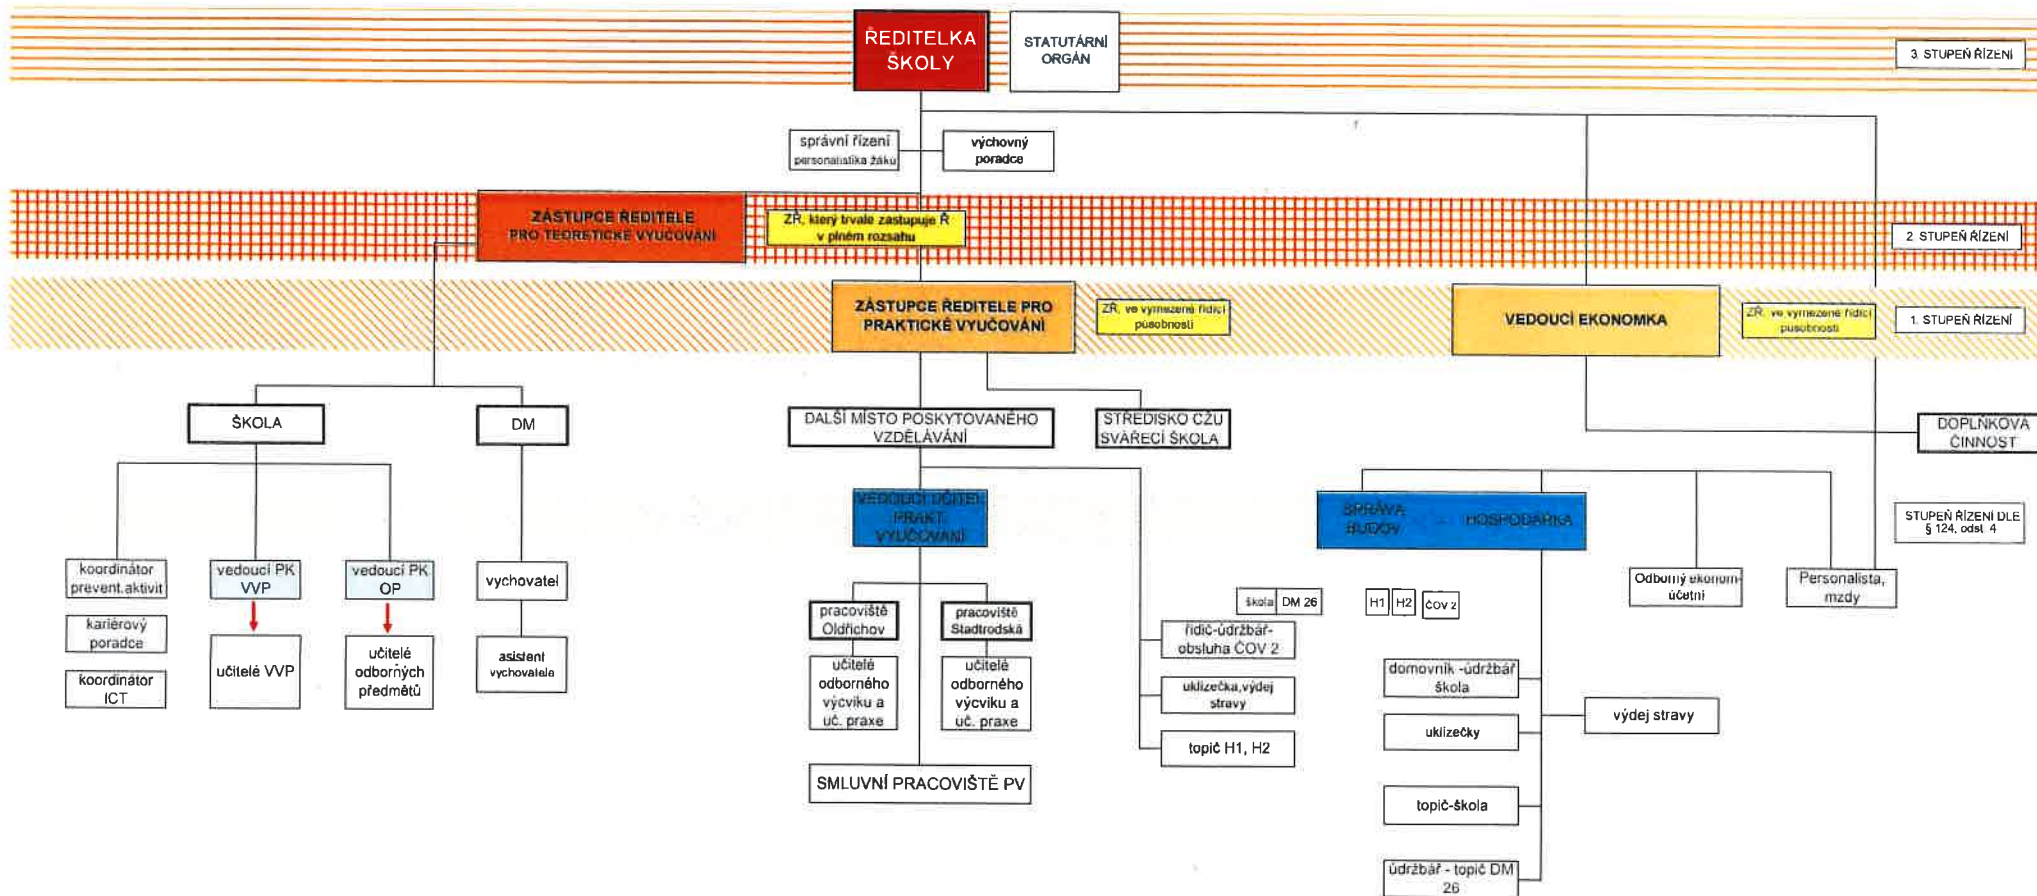 ŘEDITELKA
ŠKOLY
STATUTÁRNÍ
ORGÁN
3. STUPEŇ ŘÍZENÍ
správní řízení
personalistika žáků
výchovný
poradce
ZÁSTUPCE ŘEDITELE
PRO TEORETICKÉ VYUČOVÁNÍ
ZŘ, který trvale zastupuje Ř
v plném rozsahu
2. STUPEŇ ŘÍZENÍ
ZÁSTUPCE ŘEDITELE PRO
PRAKTICKÉ VYUČOVÁNÍ
ZŘ, ve vymezené řídící
působnosti
VEDOUCÍ EKONOMKA
ZŘ, ve vymezené řídící
působnosti
1. STUPEŇ ŘÍZENÍ
ŠKOLA
DM
DALŠÍ MÍSTO POSKYTOVANÉHO
VZDĚLÁVÁNÍ
STŘEDISKO CŽU
SVÁŘECÍ ŠKOLA
DOPLŇKOVÁ
ČINNOST
VEDOUCÍ UČITEL
PRAKT.
VYUČOVÁNÍ
SPRÁVA
BUDOV
- HOSPODÁŘKA
STUPEŇ ŘÍZENÍ DLE
§ 124, odst. 4
koordinátor
prevent.aktivit
vedoucí PK
VVP
vedoucí PK
OP
vychovatel
Odborný ekonom-
účetní
Personalista,
mzdy
kariérový
poradce
koordinátor
ICT
učitelé VVP
učitelé
odborných
předmětů
asistent
vychovatele
pracoviště
Oldřichov
pracoviště
Stadtrodská
škola
DM 26
H1
H2
ČOV 2
učitelé
odborného
výcviku a
uč. praxe
učitelé
odborného
výcviku a
uč. praxe
řidič-údržbář-
obsluha ČOV 2
uklízečka,výdej
stravy
topič H1, H2
SMLUVNÍ PRACOVIŠTĚ PV
domovník -údržbář
škola
uklízečky
výdej stravy
topič-škola
údržbář - topič DM
26